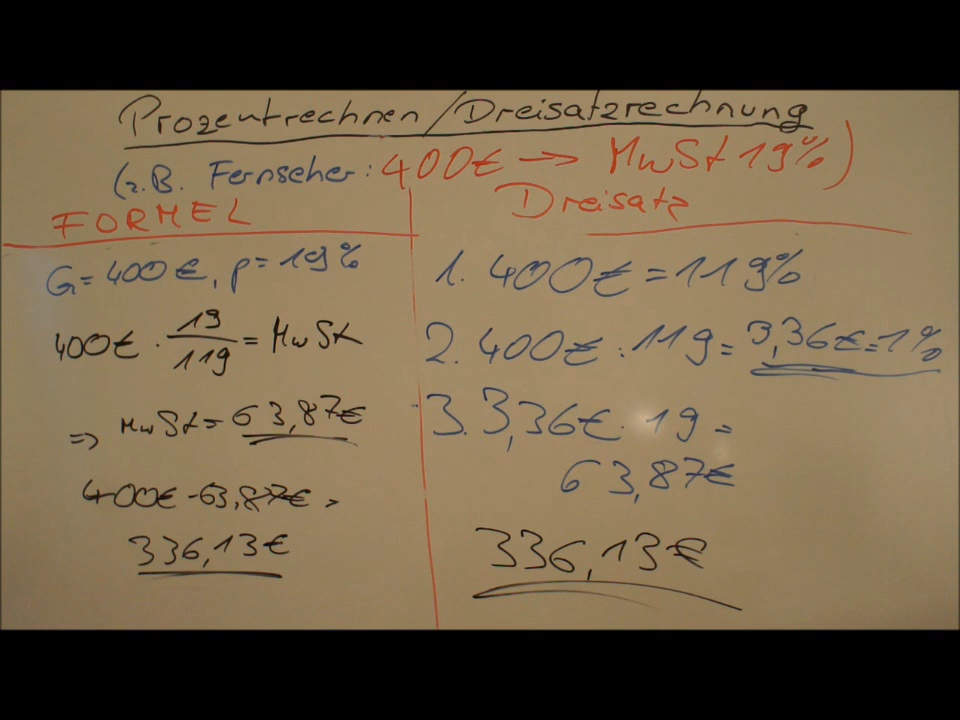 Prozentrechnen/Dreisatzrechnung
(z.B. Fernseher: 400€ → MwSt 19%)
FORMEL
G=400€, p=19%
400€ · 19/119 = MwSt
=> MwSt= 63,87€
400€ - 63,87€ =
336,13€
Dreisatz
1. 400€ = 119%
2. 400€ : 119 = 3,36€ = 1%
3. 3,36€ · 19 =
63,87€
336,13€